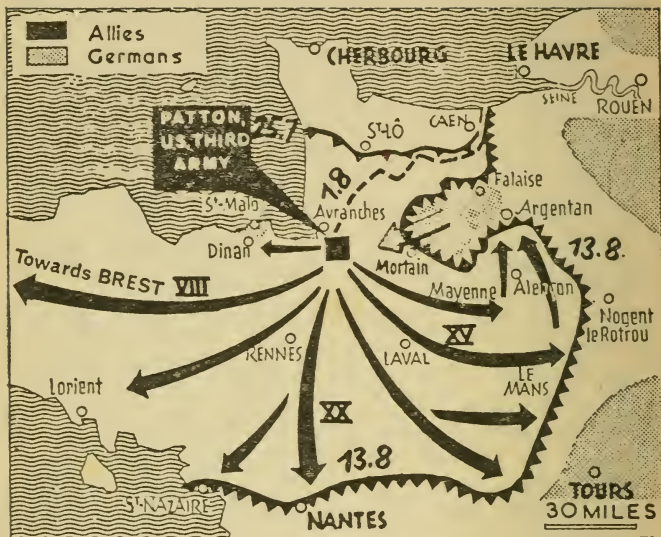 Allies
Germans
CHERBOURG
LE HAVRE
SEINE
ROUEN
PATTON,
U.S. THIRD
ARMY
St-LÔ
CAEN
1.8
St-Malo
Avranches
Falaise
Argentan
Dinan
Mortain
13.8.
Towards BREST VIII
Mayenne
Alençon
Nogent
le Rotrou
RENNES
LAVAL
XV
LE
MANS
Lorient
XX
13.8
St-NAZAIRE
NANTES
TOURS
30 MILES